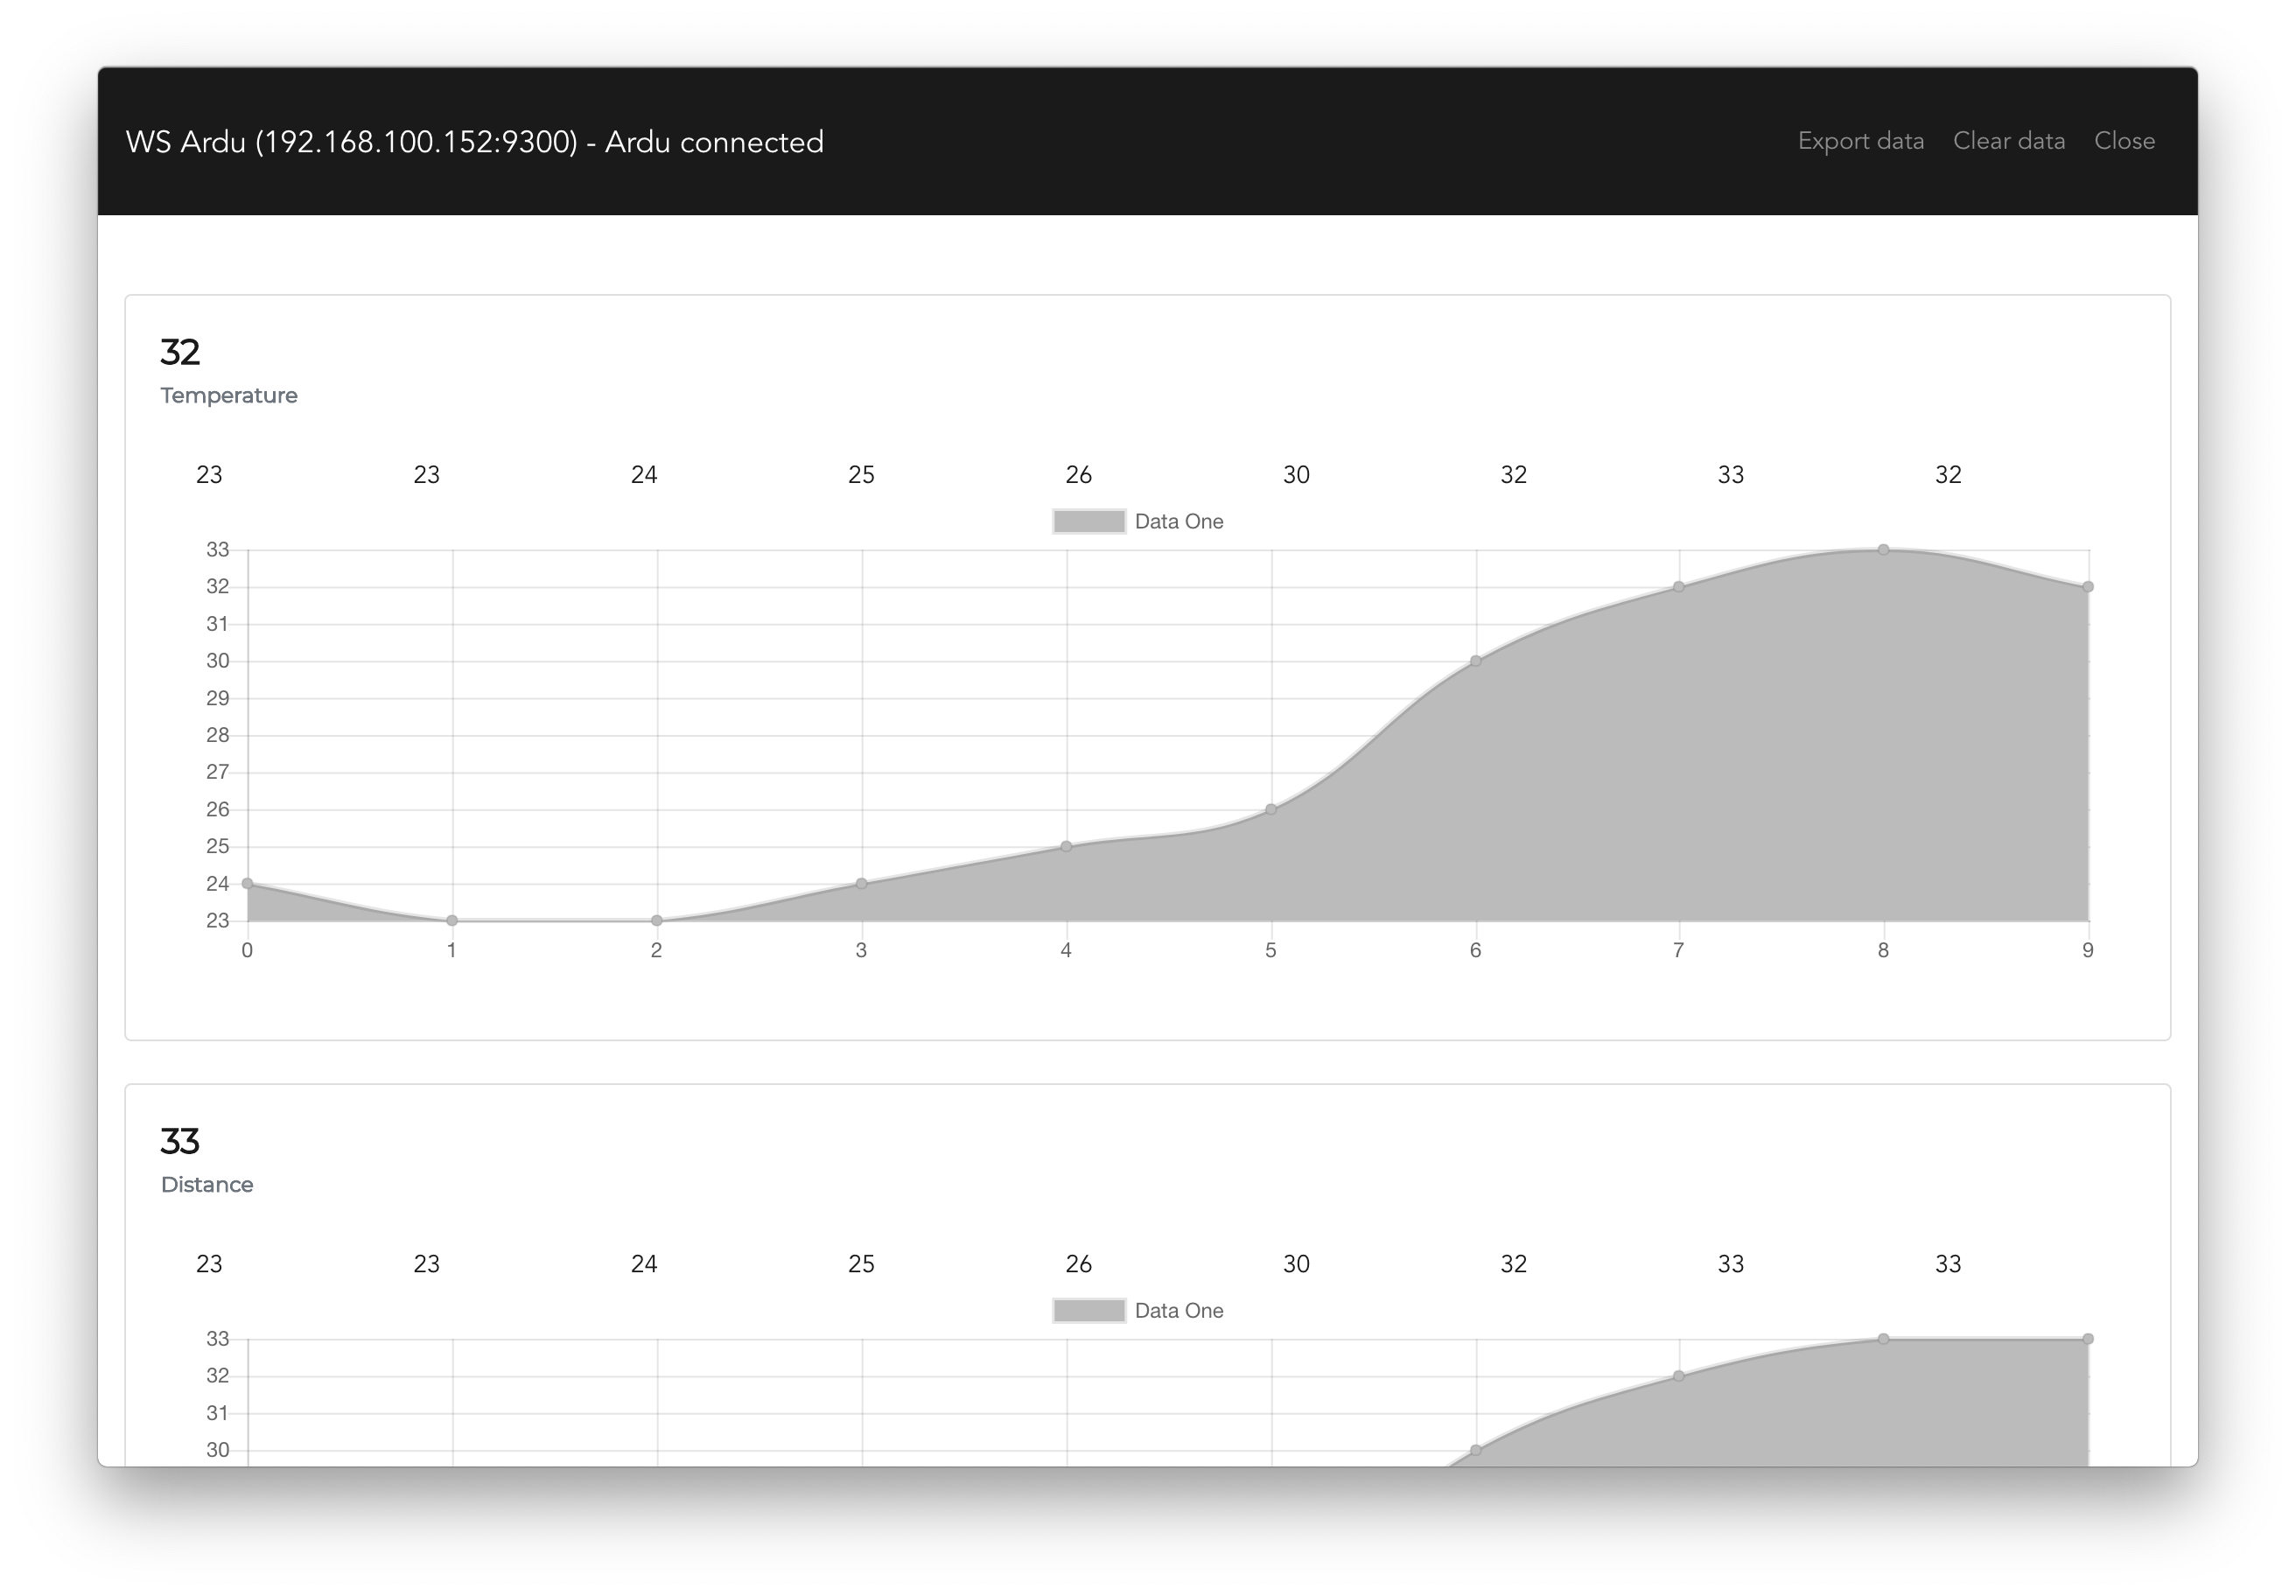 WS Ardu (192.168.100.152:9300) - Ardu connected
Export data Clear data Close
32
Temperature
23 23 24 25 26 30 32 33 32
Data One
33
32
31
30
29
28
27
26
25
24
23
0 1 2 3 4 5 6 7 8 9
33
Distance
23 23 24 25 26 30 32 33 33
Data One
33
32
31
30